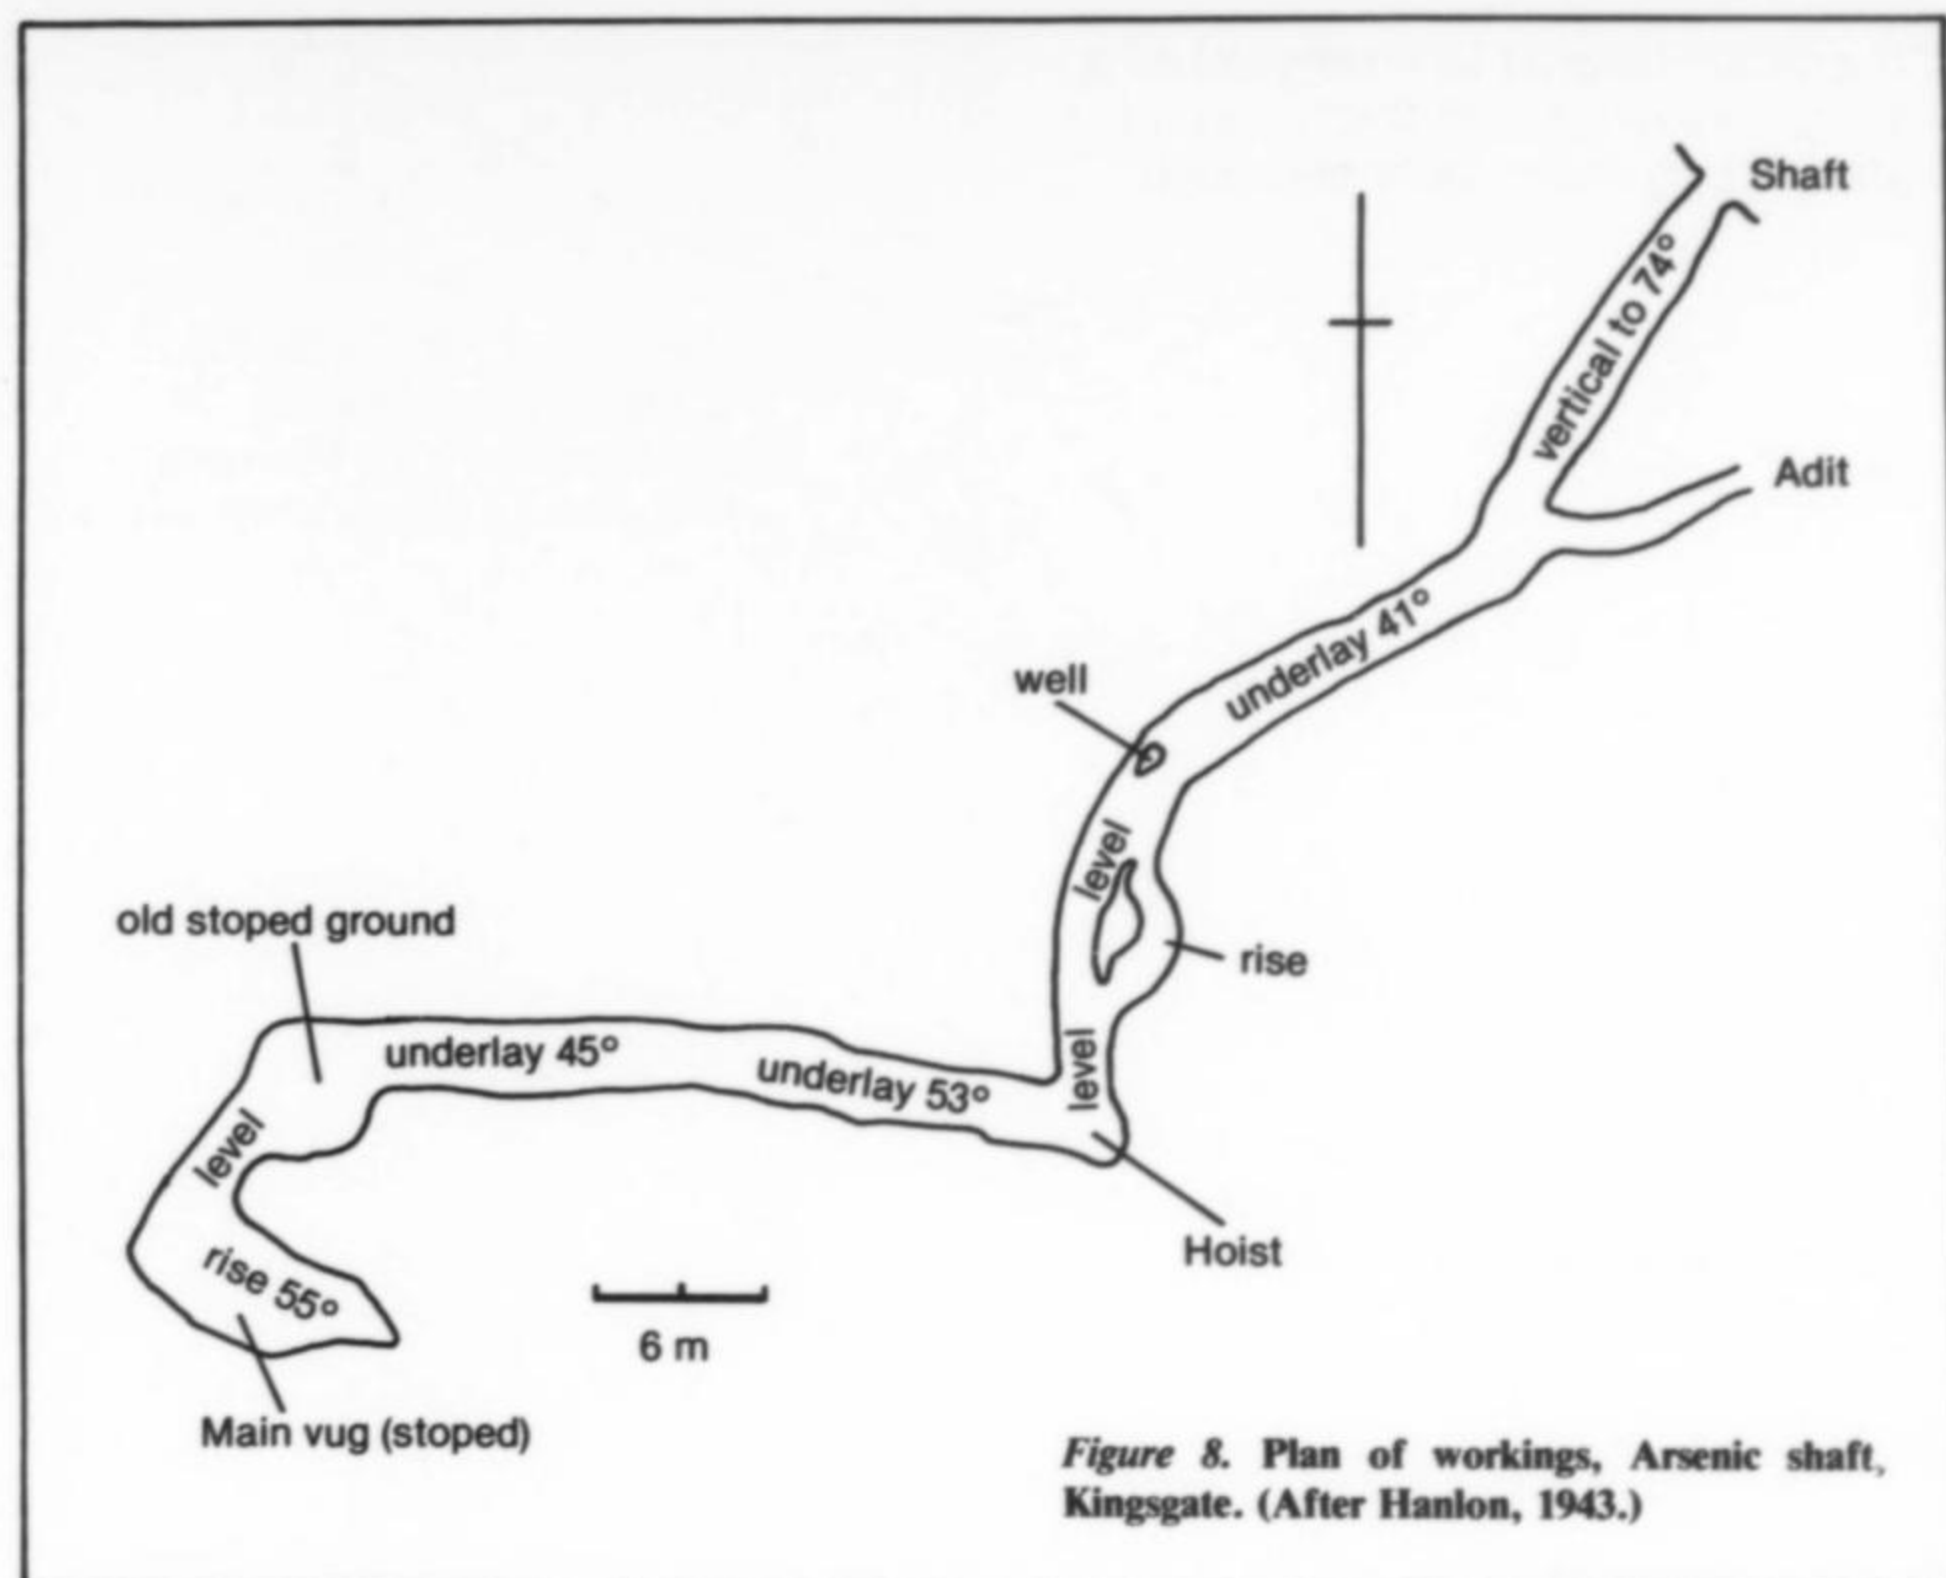 Shaft
vertical to 74°
Adit
underlay 41°
well
level
rise
old stoped ground
underlay 45°
underlay 53°
level
level
Hoist
rise 55°
6 m
Main vug (stoped)
Figure 8. Plan of workings, Arsenic shaft,
Kingsgate. (After Hanlon, 1943.)